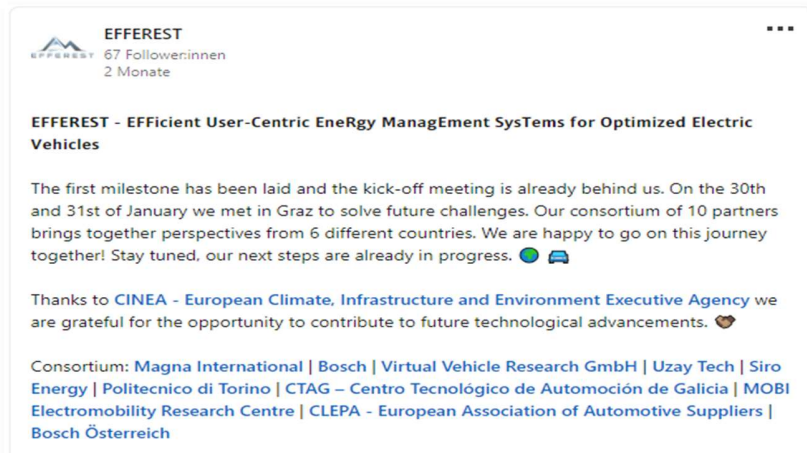 EFFEREST
EFFEREST
67 Follower:innen
2 Monate
EFFEREST - EFFicient User-Centric EneRgy ManagEment SysTems for Optimized Electric
Vehicles
The first milestone has been laid and the kick-off meeting is already behind us. On the 30th
and 31st of January we met in Graz to solve future challenges. Our consortium of 10 partners
brings together perspectives from 6 different countries. We are happy to go on this journey
together! Stay tuned, our next steps are already in progress. 🌍 🚘
Thanks to CINEA - European Climate, Infrastructure and Environment Executive Agency we
are grateful for the opportunity to contribute to future technological advancements. 🤝🏽
Consortium: Magna International | Bosch | Virtual Vehicle Research GmbH | Uzay Tech | Siro
Energy | Politecnico di Torino | CTAG – Centro Tecnológico de Automoción de Galicia | MOBI
Electromobility Research Centre | CLEPA - European Association of Automotive Suppliers |
Bosch Österreich